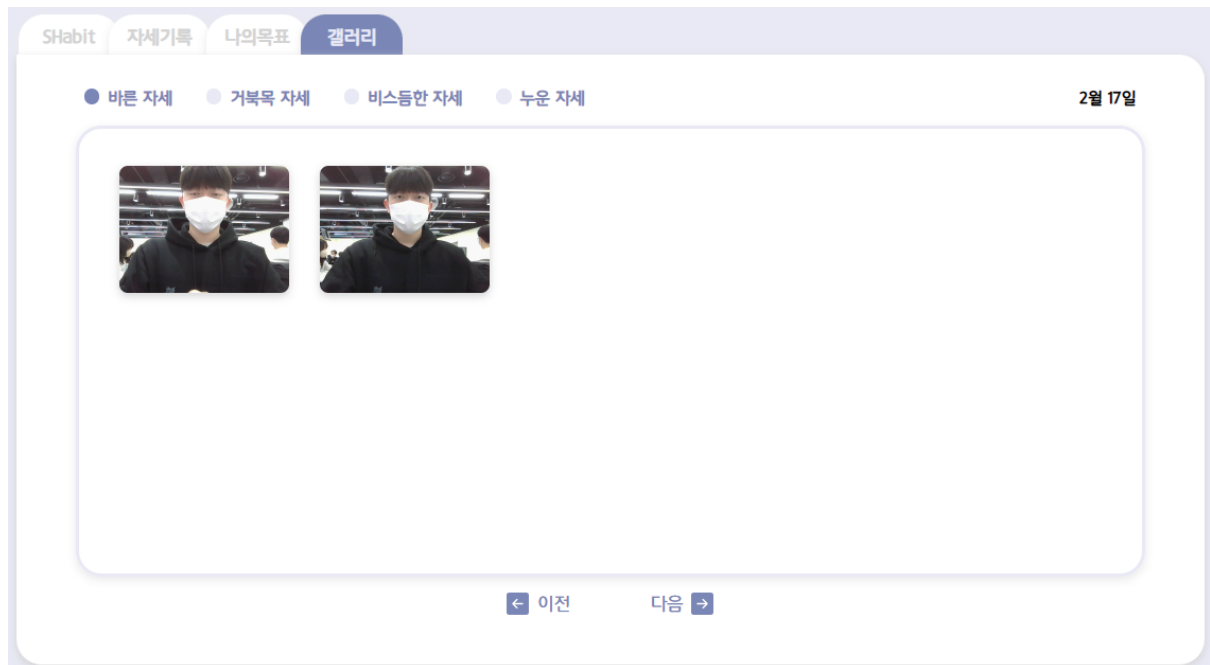 SHabit 자세기록 나의목표 갤러리
바른 자세 거북목 자세 비스듬한 자세 누운 자세 2월 17일
← 이전 다음 →